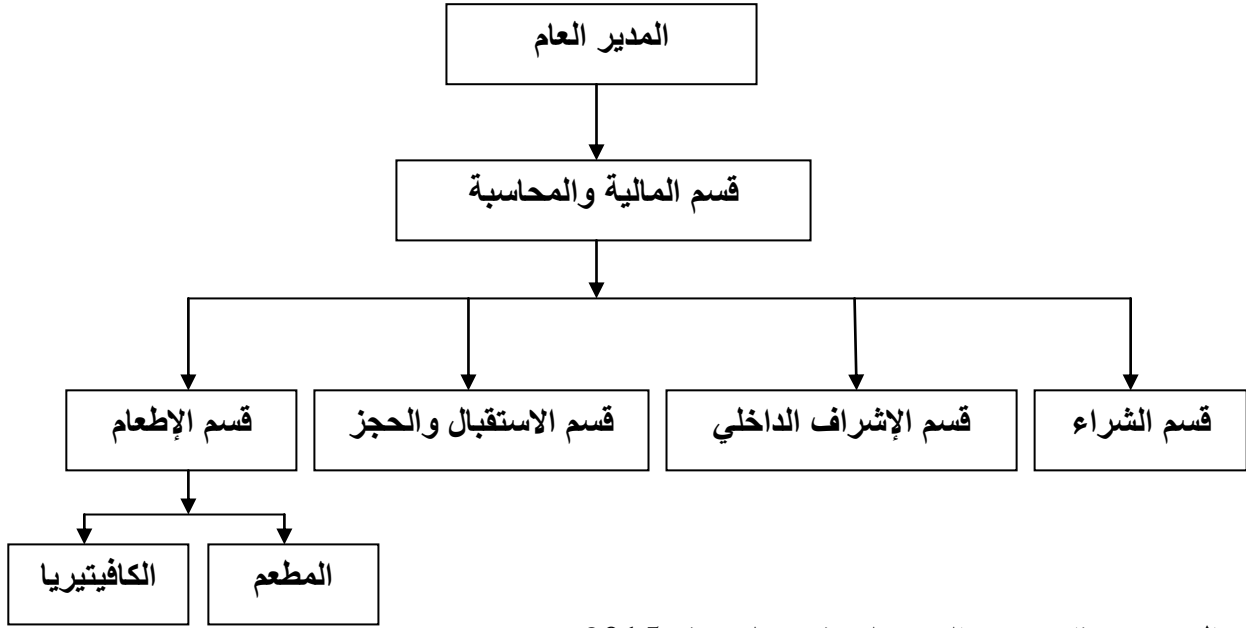 المدير العام
قسم المالية والمحاسبة
قسم الشراء
قسم الإشراف الداخلي
قسم الاستقبال والحجز
قسم الإطعام
المطعم
الكافيتيريا